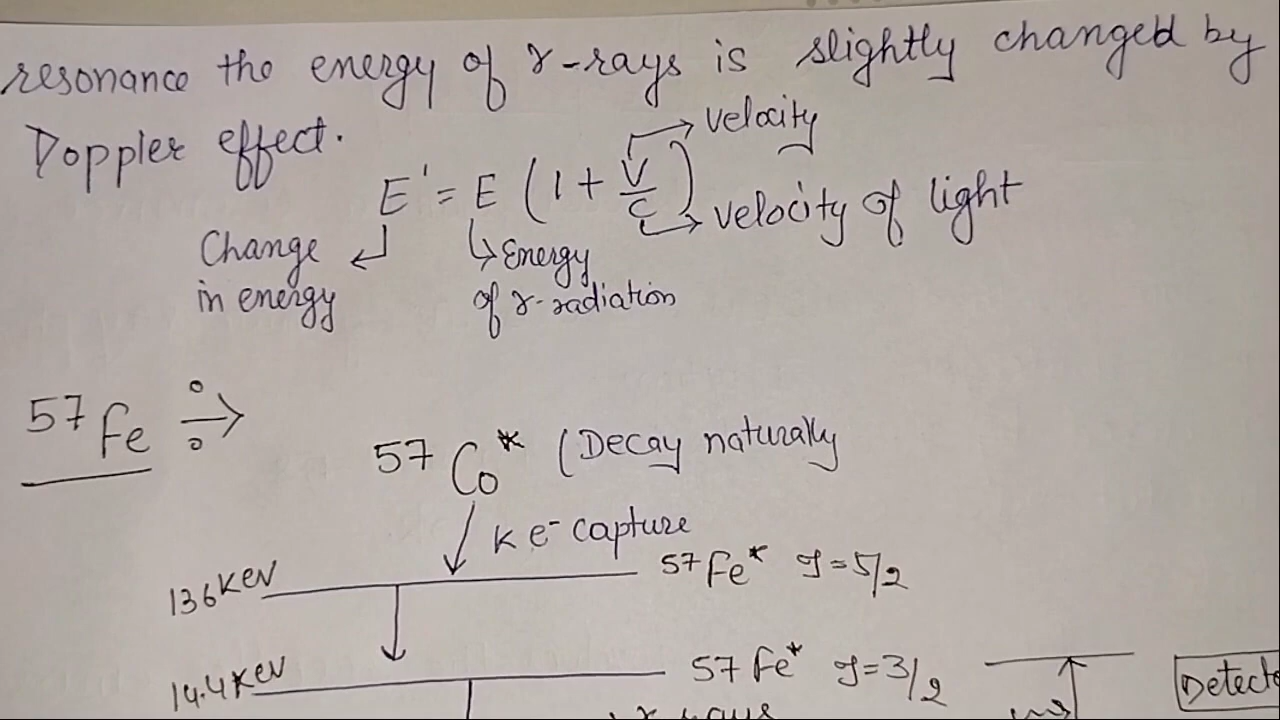 resonance the energy of γ-rays is slightly changed by
Doppler effect.
E' = E (1 + V/C)
velocity
velocity of light
Change
in energy
Energy
of γ-radiation
57 Fe
57 Co* (Decay naturally
K e⁻ capture
136 KeV
57 Fe* J = 5/2
14.4 KeV
57 Fe* J = 3/2
γ rays
Detecto